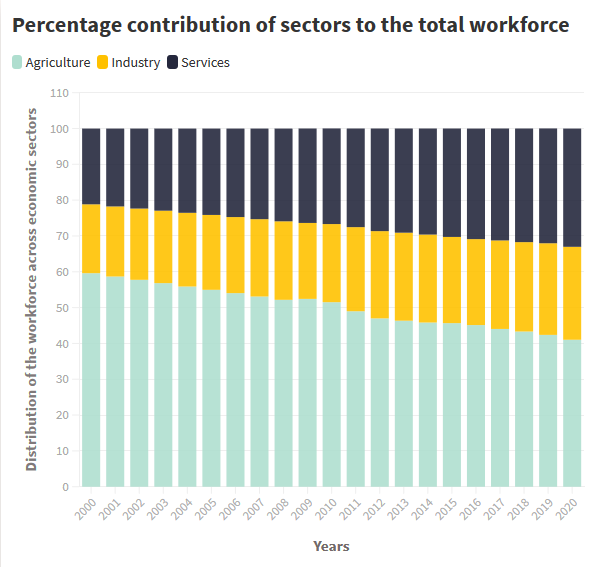 Percentage contribution of sectors to the total workforce
Agriculture Industry Services
Distribution of the workforce across economic sectors
110
100
90
80
70
60
50
40
30
20
10
0
2000 2001 2002 2003 2004 2005 2006 2007 2008 2009 2010 2011 2012 2013 2014 2015 2016 2017 2018 2019 2020
Years